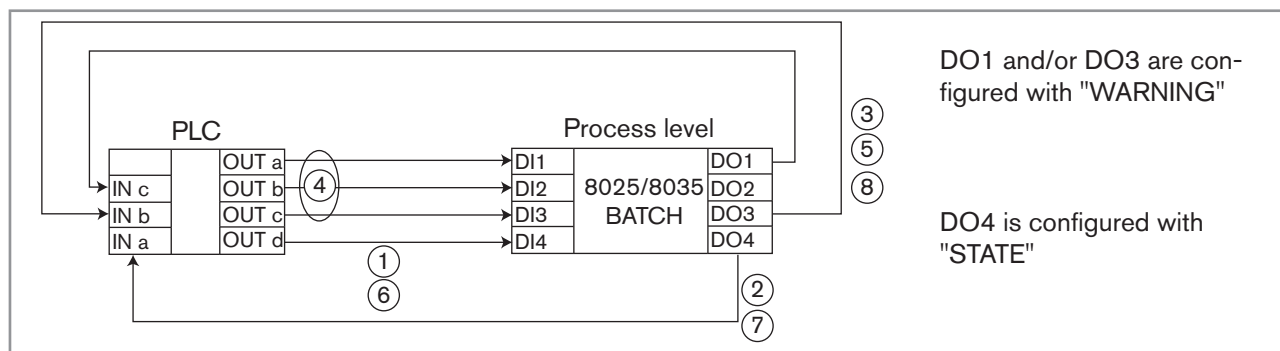 DO1 and/or DO3 are con-
figured with "WARNING"
PLC
Process level
③
⑤
⑧
OUT a
DI1
DO1
IN c
OUT b
④
DI2
8025/8035
DO2
IN b
OUT c
DI3
BATCH
DO3
IN a
OUT d
DI4
DO4
DO4 is configured with
"STATE"
①
⑥
②
⑦